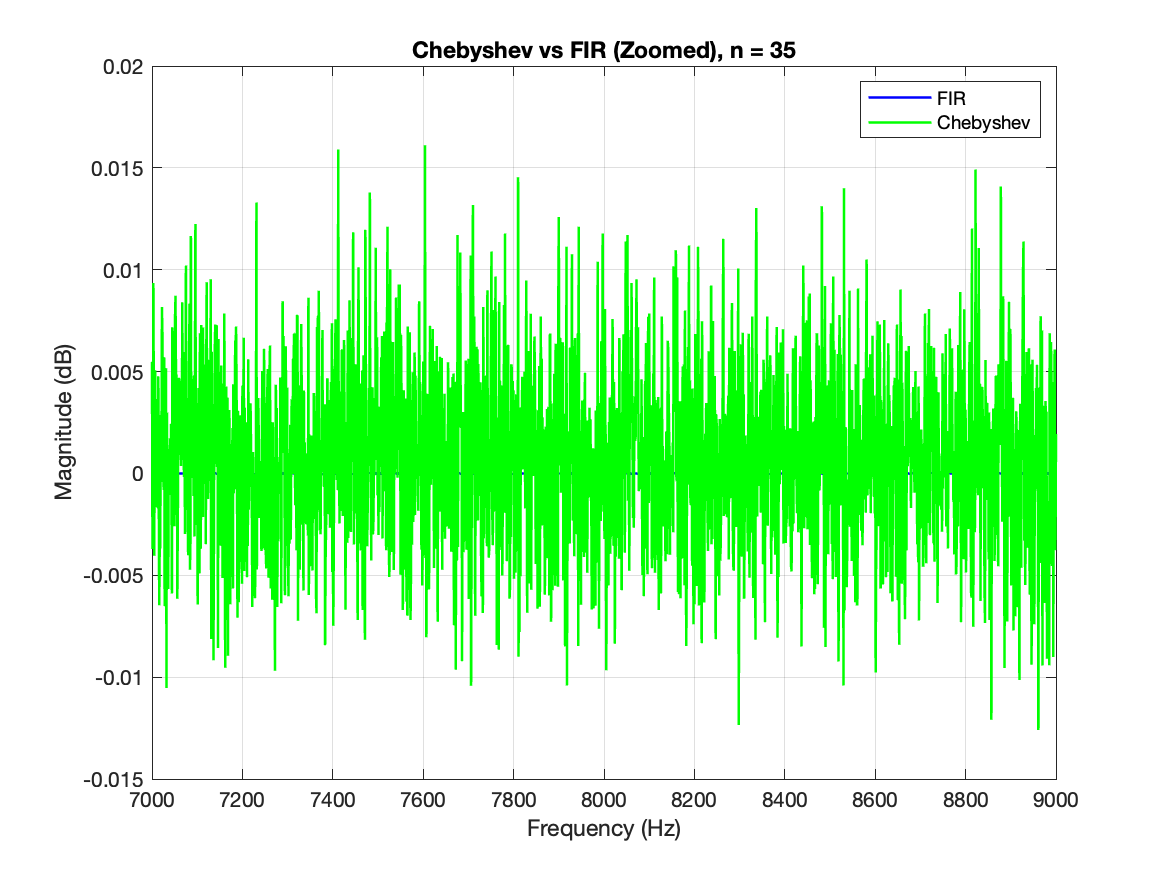 Chebyshev vs FIR (Zoomed), n = 35
FIR
Chebyshev
Magnitude (dB)
0.02
0.015
0.01
0.005
0
-0.005
-0.01
-0.015
7000 7200 7400 7600 7800 8000 8200 8400 8600 8800 9000
Frequency (Hz)